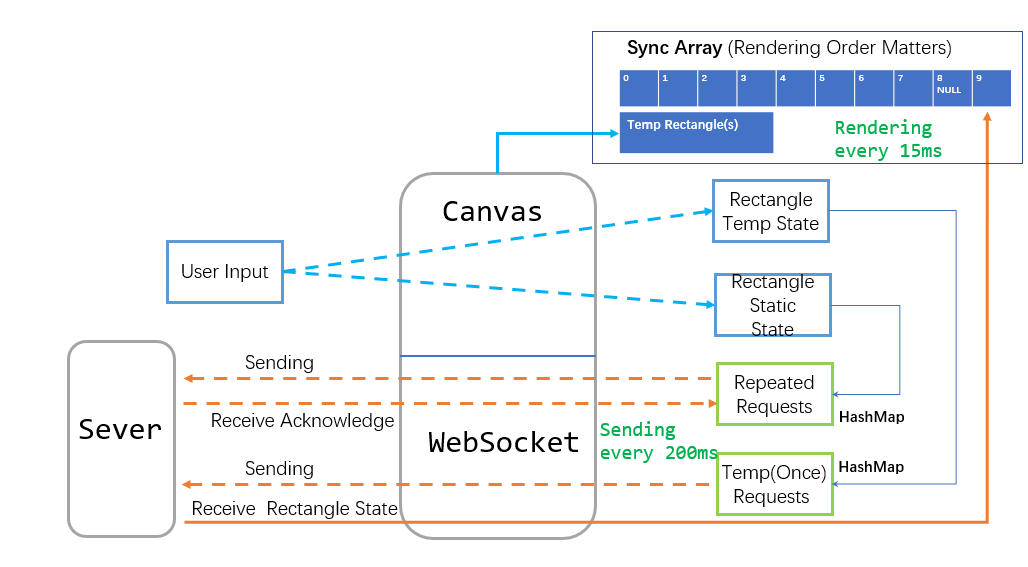 Sync Array (Rendering Order Matters)
0 1 2 3 4 5 6 7 8 9
NULL
Temp Rectangle(s)
Rendering
every 15ms
Canvas
Rectangle
Temp State
User Input
Rectangle
Static
State
Sending
Repeated
Requests
Receive Acknowledge
HashMap
Sever
WebSocket
Sending
every 200ms
Sending
HashMap
Temp(Once)
Requests
Receive Rectangle State